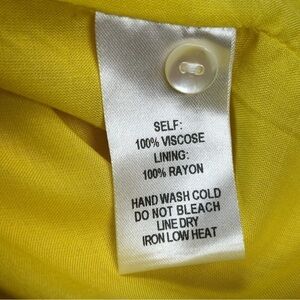 SELF:
100% VISCOSE
LINING:
100% RAYON
HAND WASH COLD
DO NOT BLEACH
LINE DRY
IRON LOW HEAT